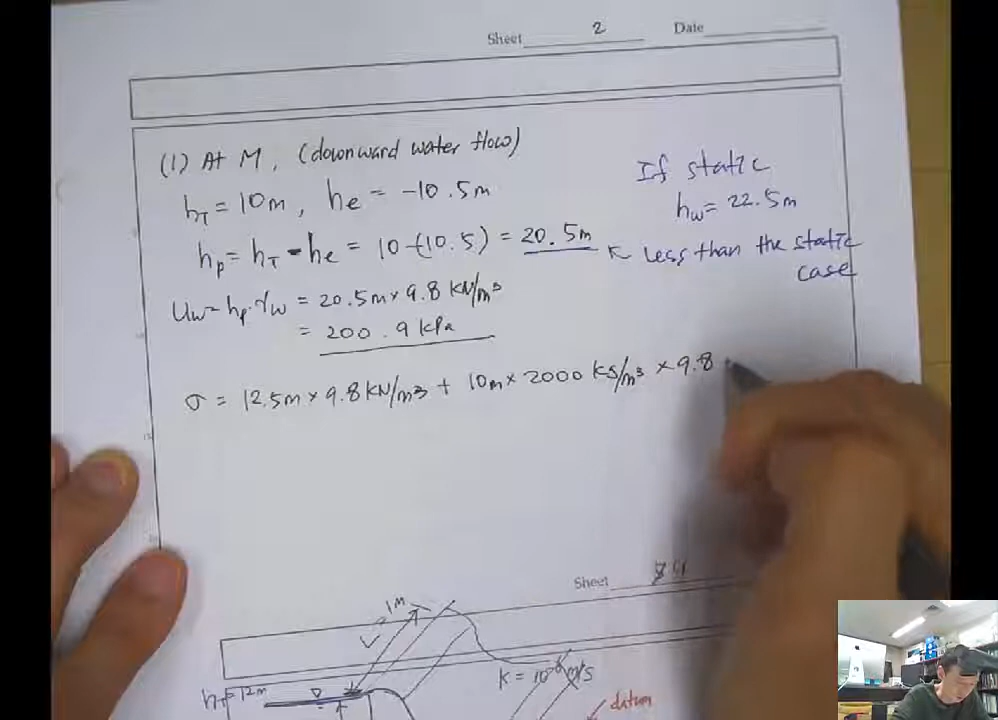 Sheet 2 Date
(1) At M, (downward water flow)
If static
hT = 10m, he = -10.5m
hw = 22.5m
hp = hT - he = 10-(-10.5) = 20.5m
← less than the static
case
Uw = hp·γw = 20.5m × 9.8 kN/m³
= 200.9 kPa
σ = 12.5m × 9.8 kN/m³ + 10m × 2000 kg/m³ × 9.8
Sheet
1m
hT = 12m
K = 10⁻⁶ m/s
datum